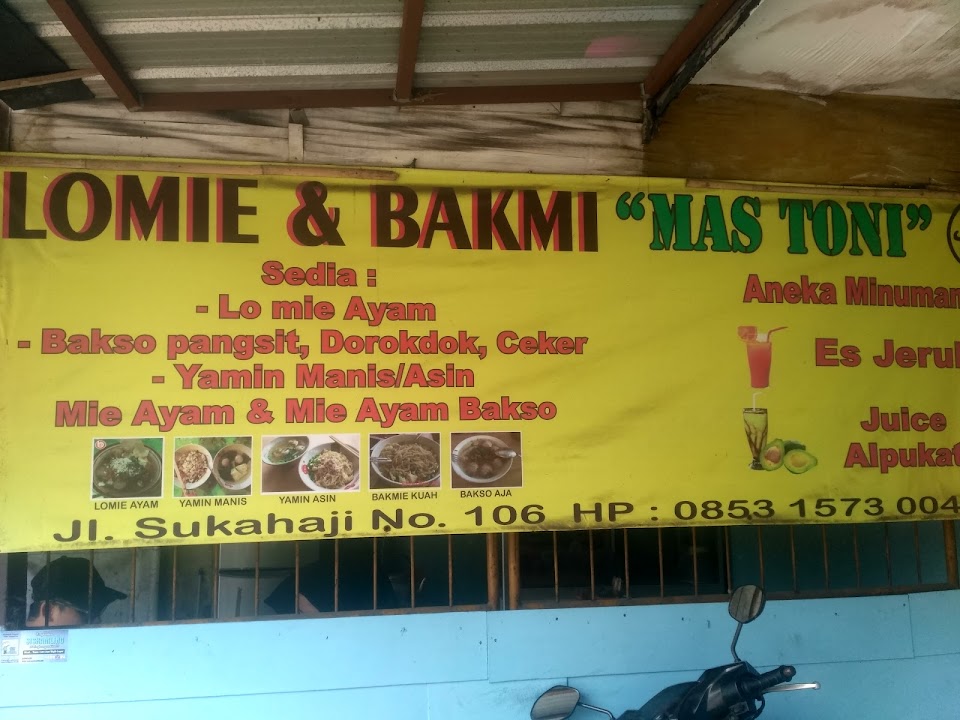 LOMIE & BAKMI "MAS TONI"
Sedia :
- Lo mie Ayam
- Bakso pangsit, Dorokdok, Ceker
- Yamin Manis/Asin
Mie Ayam & Mie Ayam Bakso
Aneka Minuman
Es Jeruk
Juice
Alpukat
LOMIE AYAM
YAMIN MANIS
YAMIN ASIN
BAKMIE KUAH
BAKSO AJA
Jl. Sukahaji No. 106 HP : 0853 1573 004